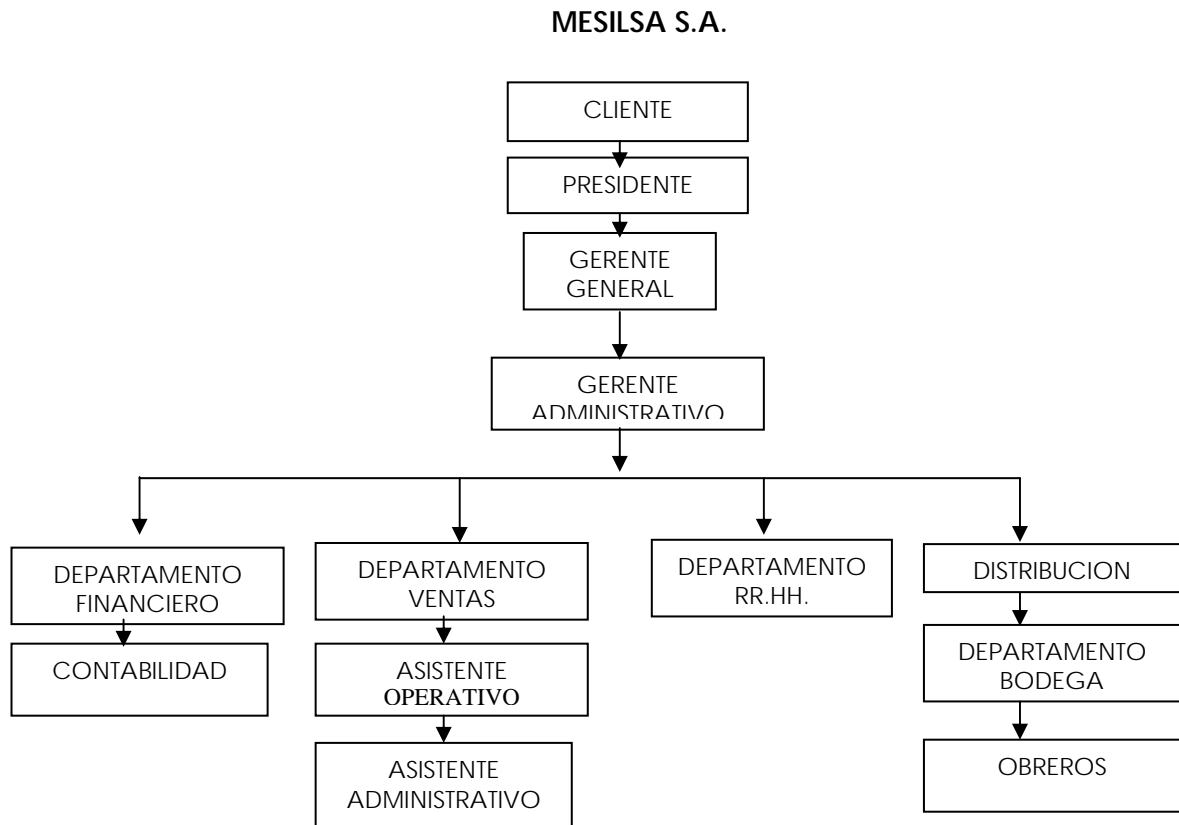 MESILSA S.A.
CLIENTE
PRESIDENTE
GERENTE
GENERAL
GERENTE
ADMINISTRATIVO
DEPARTAMENTO
FINANCIERO
CONTABILIDAD
DEPARTAMENTO
VENTAS
ASISTENTE
OPERATIVO
ASISTENTE
ADMINISTRATIVO
DEPARTAMENTO
RR.HH.
DISTRIBUCION
DEPARTAMENTO
BODEGA
OBREROS